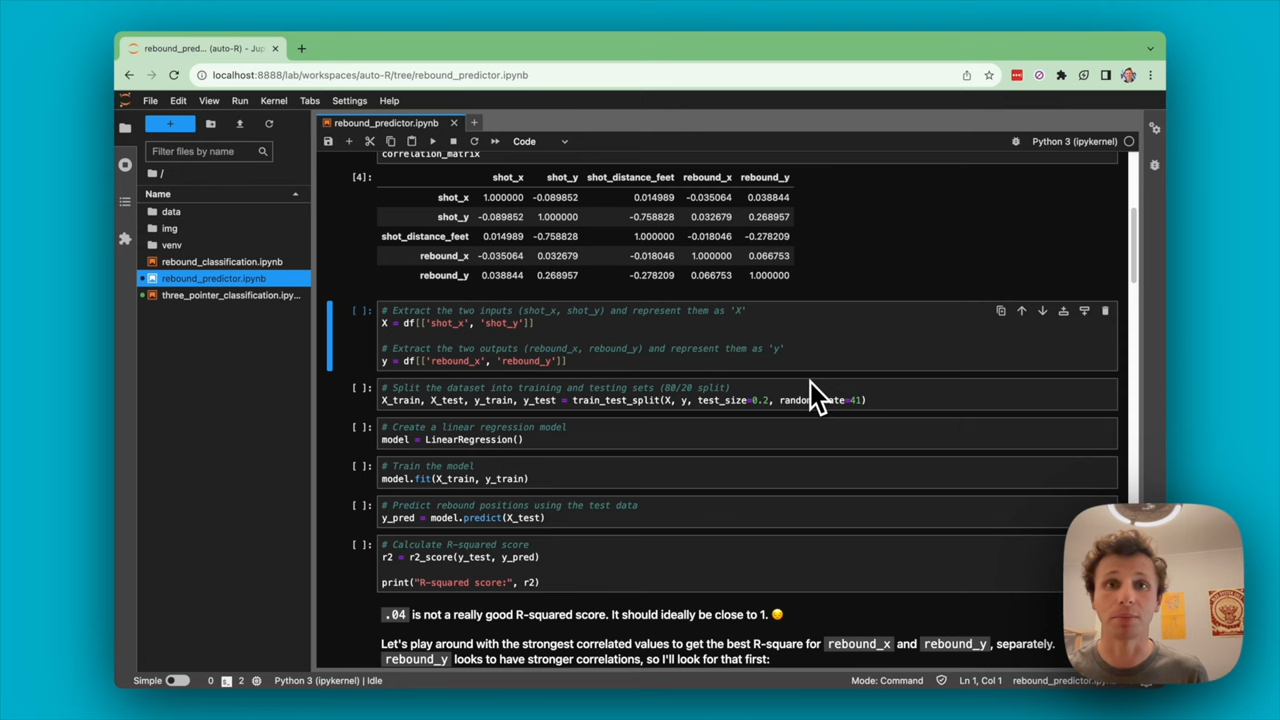 rebound_pred... (auto-R) - Jup
localhost:8888/lab/workspaces/auto-R/tree/rebound_predictor.ipynb
File Edit View Run Kernel Tabs Settings Help
rebound_predictor.ipynb
Code
Python 3 (ipykernel)
Filter files by name
/
Name
data
img
venv
rebound_classification.ipynb
rebound_predictor.ipynb
three_pointer_classification.ipy...
correlation_matrix
[4]:
shot_x shot_y shot_distance_feet rebound_x rebound_y
shot_x 1.000000 -0.089852 0.014989 -0.035064 0.038844
shot_y -0.089852 1.000000 -0.758828 0.032679 0.268957
shot_distance_feet 0.014989 -0.758828 1.000000 -0.018046 -0.278209
rebound_x -0.035064 0.032679 -0.018046 1.000000 0.066753
rebound_y 0.038844 0.268957 -0.278209 0.066753 1.000000
[ ]: # Extract the two inputs (shot_x, shot_y) and represent them as 'X'
X = df[['shot_x', 'shot_y']]
# Extract the two outputs (rebound_x, rebound_y) and represent them as 'y'
y = df[['rebound_x', 'rebound_y']]
[ ]: # Split the dataset into training and testing sets (80/20 split)
X_train, X_test, y_train, y_test = train_test_split(X, y, test_size=0.2, =41)
[ ]: # Create a linear regression model
model = LinearRegression()
[ ]: # Train the model
model.fit(X_train, y_train)
[ ]: # Predict rebound positions using the test data
y_pred = model.predict(X_test)
[ ]: # Calculate R-squared score
r2 = r2_score(y_test, y_pred)
print("R-squared score:", r2)
.04 is not a really good R-squared score. It should ideally be close to 1. 😔
Let's play around with the strongest correlated values to get the best R-square for rebound_x and rebound_y, separately.
rebound_y looks to have stronger correlations, so I'll look for that first:
Simple 0 2 Python 3 (ipykernel) | Idle
Mode: Command Ln 1, Col 1 rebound_predictor.ipynb